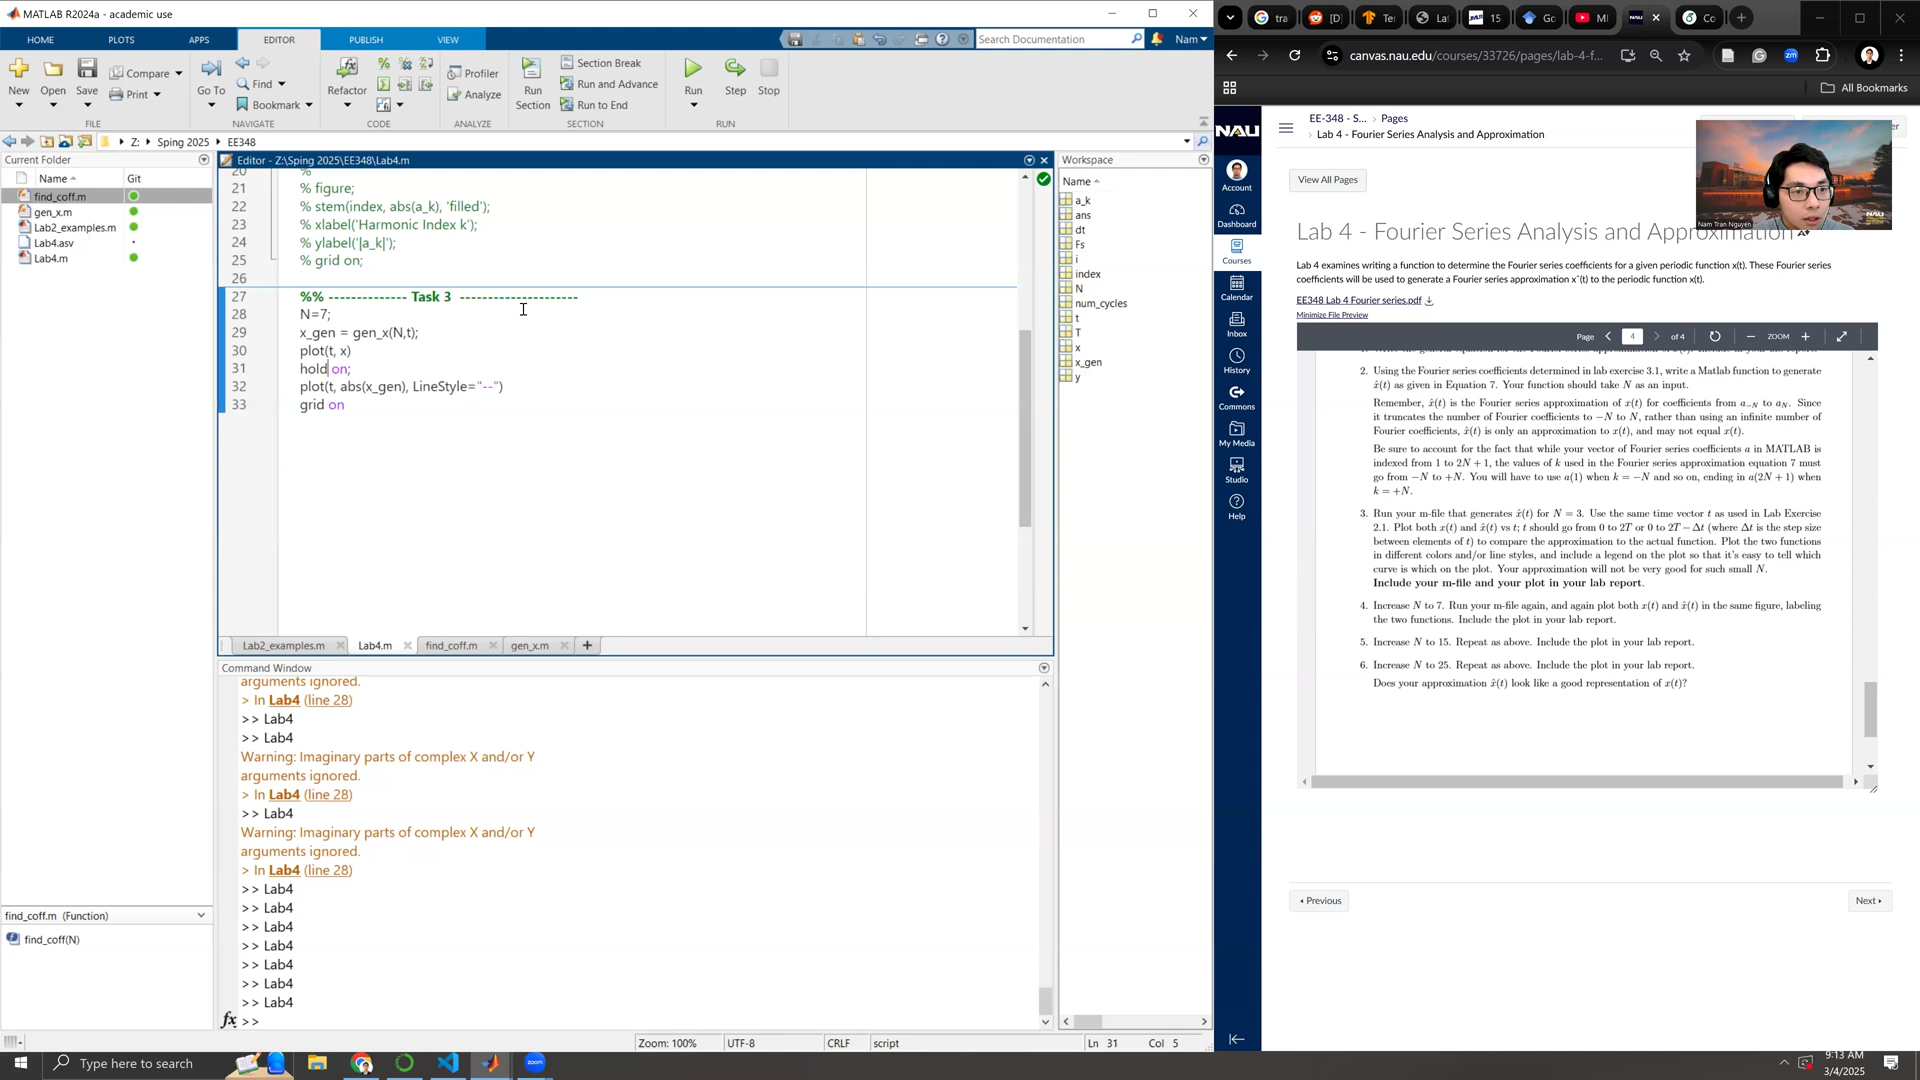 MATLAB R2024a - academic use
HOME
PLOTS
APPS
EDITOR
PUBLISH
VIEW
Search Documentation
Nam
New
Open
Save
Compare
Print
Go To
Find
Bookmark
Refactor
Profiler
Analyze
Run
Section
Section Break
Run and Advance
Run to End
Run
Step
Stop
FILE
NAVIGATE
CODE
ANALYZE
SECTION
RUN
Z:
Sping 2025
EE348
Current Folder
Name
Git
find_coff.m
gen_x.m
Lab2_examples.m
Lab4.asv
Lab4.m
find_coff.m (Function)
find_coff(N)
Editor - Z:\Sping 2025\EE348\Lab4.m
20 %
21 % figure;
22 % stem(index, abs(a_k), 'filled');
23 % xlabel('Harmonic Index k');
24 % ylabel('|a_k|');
25 % grid on;
26
27 %% -------------- Task 3 ---------------------
28 N=7;
29 x_gen = gen_x(N,t);
30 plot(t, x)
31 hold on;
32 plot(t, abs(x_gen), LineStyle="--")
33 grid on
Lab2_examples.m
Lab4.m
find_coff.m
gen_x.m
Command Window
arguments ignored.
> In Lab4 (line 28)
>> Lab4
>> Lab4
Warning: Imaginary parts of complex X and/or Y
arguments ignored.
> In Lab4 (line 28)
>> Lab4
Warning: Imaginary parts of complex X and/or Y
arguments ignored.
> In Lab4 (line 28)
>> Lab4
>> Lab4
>> Lab4
>> Lab4
>> Lab4
>> Lab4
>> Lab4
fx >>
Workspace
Name
a_k
ans
dt
Fs
i
index
N
num_cycles
t
T
x
x_gen
y
Zoom: 100%
UTF-8
CRLF
script
Ln 31 Col 5
Type here to search
zoom
9:13 AM
3/4/2025
canvas.nau.edu/courses/33726/pages/lab-4-f...
All Bookmarks
NAU
Account
Dashboard
Courses
Calendar
Inbox
History
Commons
My Media
Studio
Help
EE-348 - S...
Pages
Lab 4 - Fourier Series Analysis and Approximation
View All Pages
Nam Tran Nguyen
Lab 4 - Fourier Series Analysis and Approximation
Lab 4 examines writing a function to determine the Fourier series coefficients for a given periodic function x(t). These Fourier series
coefficients will be used to generate a Fourier series approximation x^(t) to the periodic function x(t).
EE348 Lab 4 Fourier series.pdf
Minimize File Preview
Page 4 of 4
ZOOM
2. Using the Fourier series coefficients determined in lab exercise 3.1, write a Matlab function to generate
x̂(t) as given in Equation 7. Your function should take N as an input.
Remember, x̂(t) is the Fourier series approximation of x(t) for coefficients from a₋N to aN. Since
it truncates the number of Fourier coefficients to −N to N, rather than using an infinite number of
Fourier coefficients, x̂(t) is only an approximation to x(t), and may not equal x(t).
Be sure to account for the fact that while your vector of Fourier series coefficients a in MATLAB is
indexed from 1 to 2N + 1, the values of k used in the Fourier series approximation equation 7 must
go from −N to +N. You will have to use a(1) when k = −N and so on, ending in a(2N + 1) when
k = +N.
3. Run your m-file that generates x̂(t) for N = 3. Use the same time vector t as used in Lab Exercise
2.1. Plot both x(t) and x̂(t) vs t; t should go from 0 to 2T or 0 to 2T − Δt (where Δt is the step size
between elements of t) to compare the approximation to the actual function. Plot the two functions
in different colors and/or line styles, and include a legend on the plot so that it's easy to tell which
curve is which on the plot. Your approximation will not be very good for such small N.
Include your m-file and your plot in your lab report.
4. Increase N to 7. Run your m-file again, and again plot both x(t) and x̂(t) in the same figure, labeling
the two functions. Include the plot in your lab report.
5. Increase N to 15. Repeat as above. Include the plot in your lab report.
6. Increase N to 25. Repeat as above. Include the plot in your lab report.
Does your approximation x̂(t) look like a good representation of x(t)?
Previous
Next